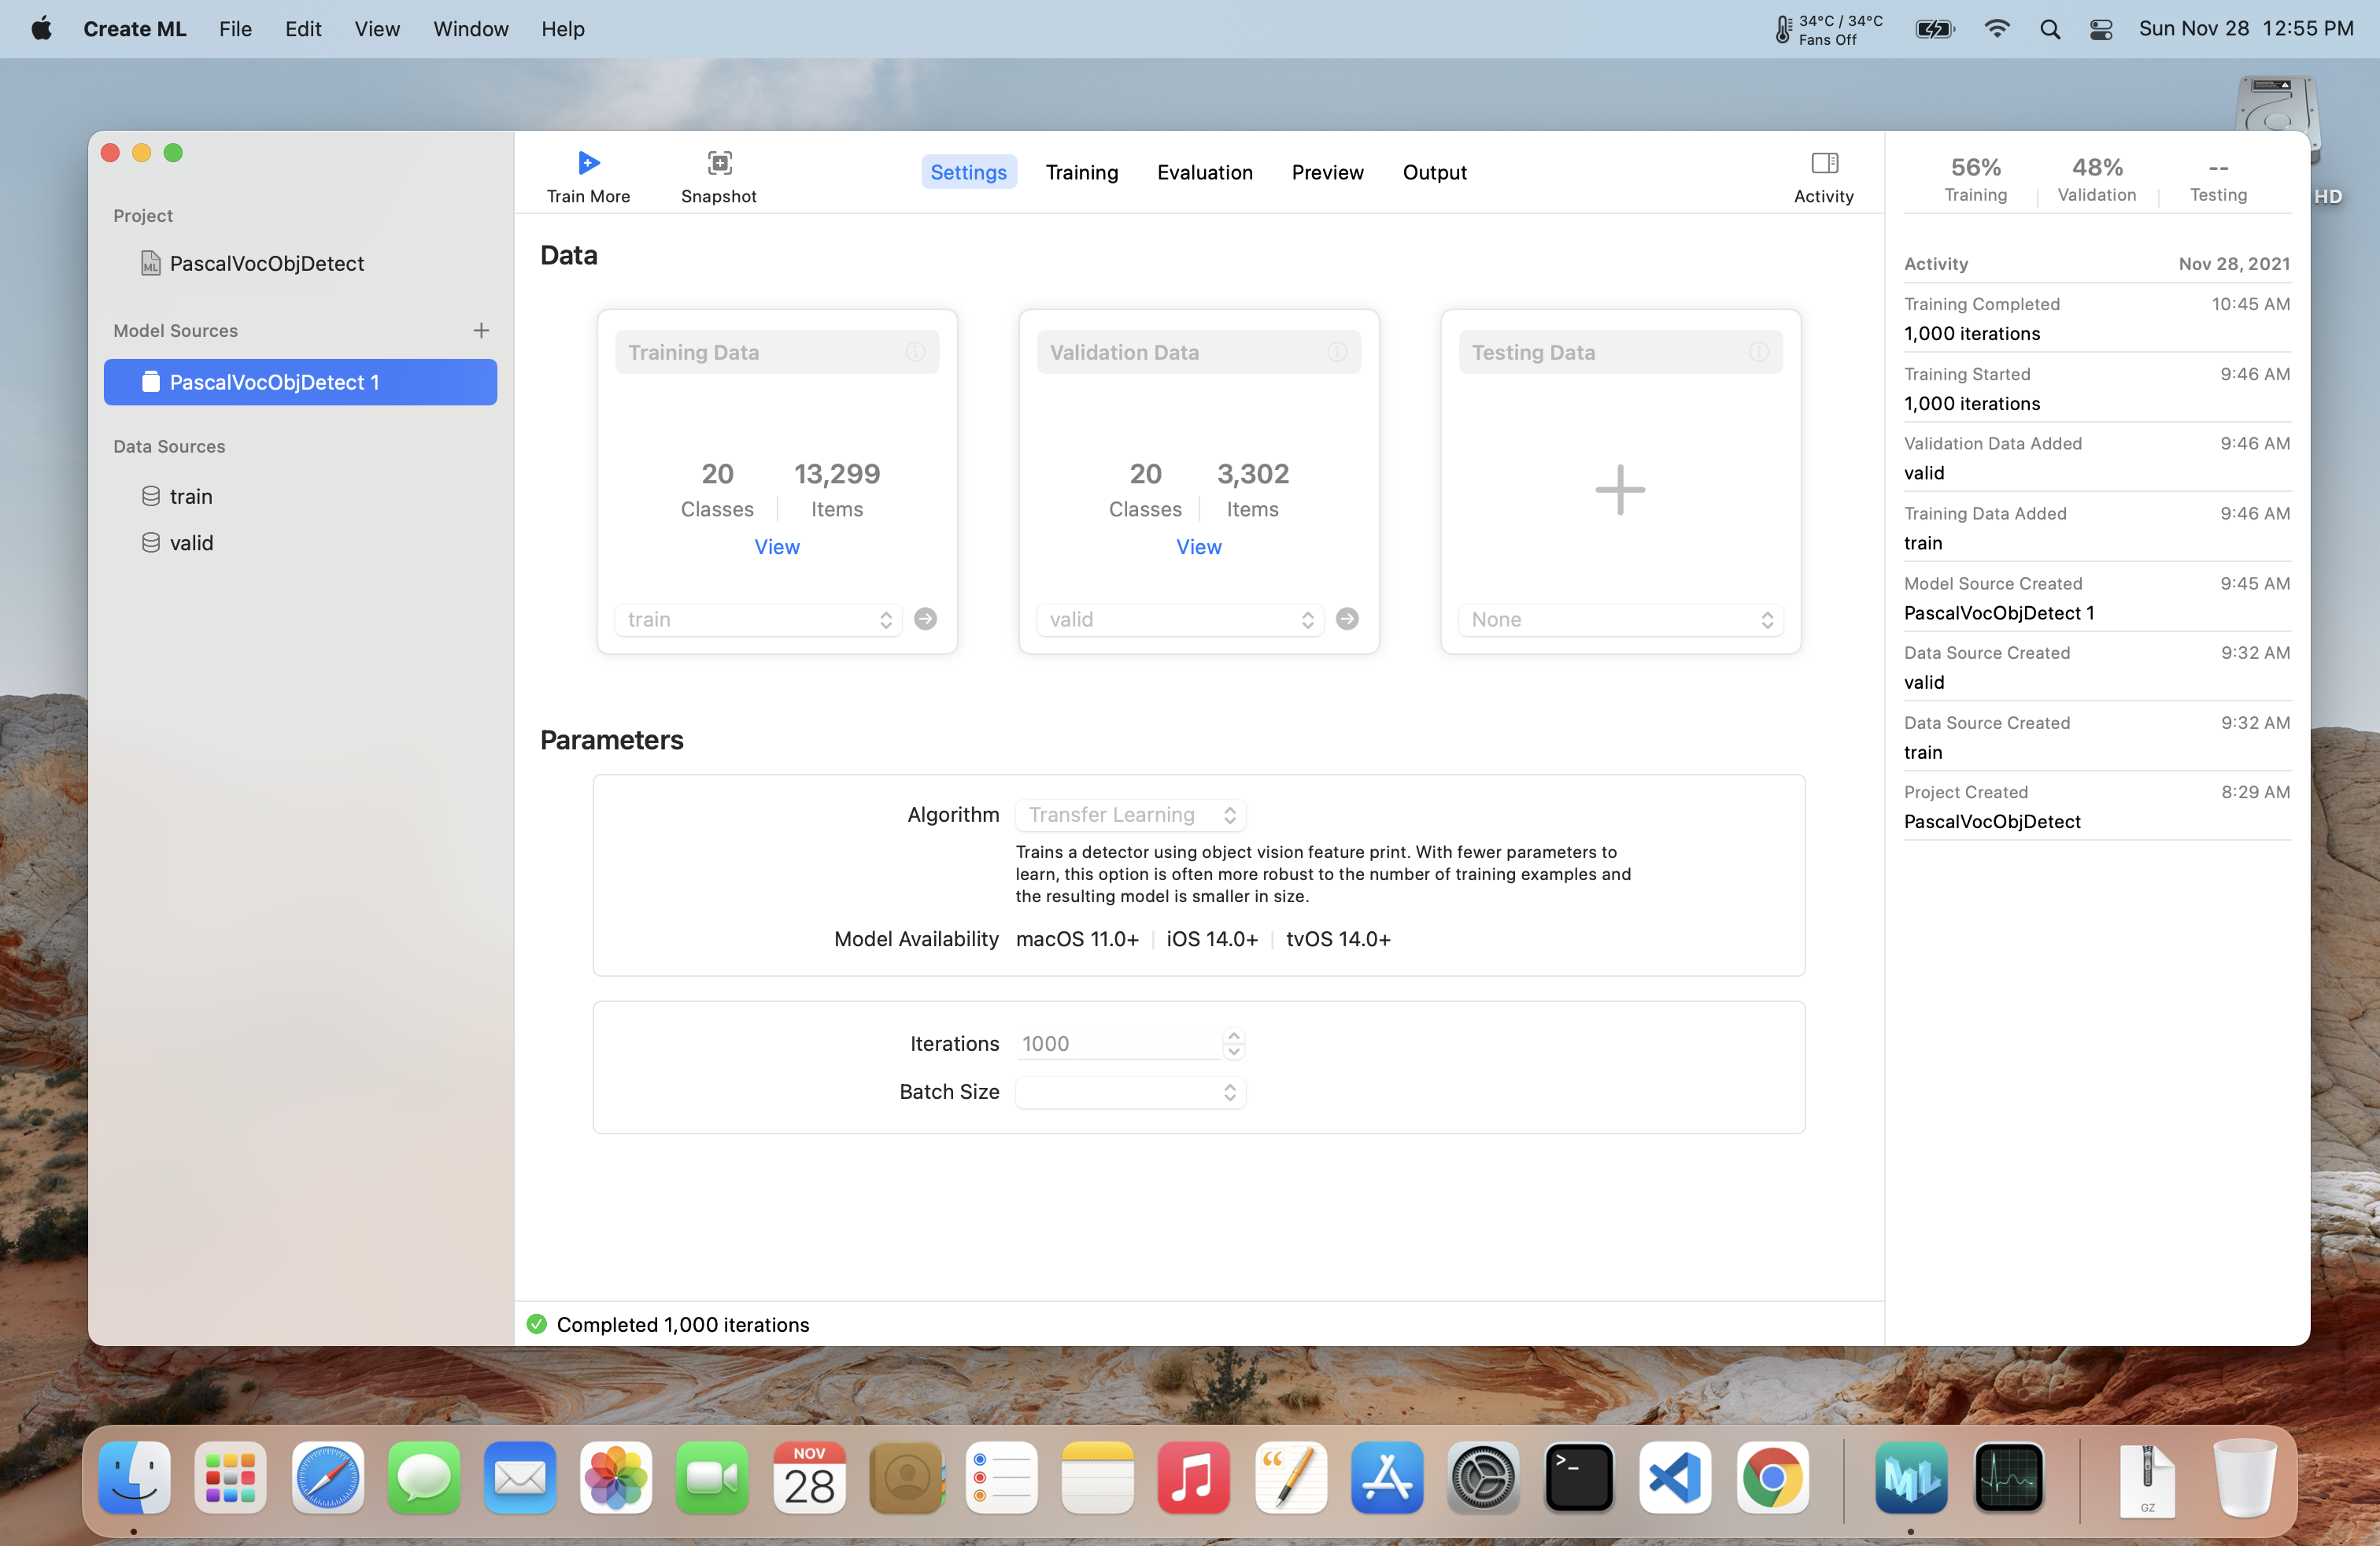 Create ML File Edit View Window Help
34°C / 34°C
Fans Off
Sun Nov 28 12:55 PM
HD
Project
PascalVocObjDetect
Model Sources
PascalVocObjDetect 1
Data Sources
train
valid
Train More
Snapshot
Settings Training Evaluation Preview Output
Activity
Data
Training Data
20 13,299
Classes Items
View
train
Validation Data
20 3,302
Classes Items
View
valid
Testing Data
None
Parameters
Algorithm Transfer Learning
Trains a detector using object vision feature print. With fewer parameters to
learn, this option is often more robust to the number of training examples and
the resulting model is smaller in size.
Model Availability macOS 11.0+ iOS 14.0+ tvOS 14.0+
Iterations 1000
Batch Size
Completed 1,000 iterations
56% 48% --
Training Validation Testing
Activity Nov 28, 2021
Training Completed 10:45 AM
1,000 iterations
Training Started 9:46 AM
1,000 iterations
Validation Data Added 9:46 AM
valid
Training Data Added 9:46 AM
train
Model Source Created 9:45 AM
PascalVocObjDetect 1
Data Source Created 9:32 AM
valid
Data Source Created 9:32 AM
train
Project Created 8:29 AM
PascalVocObjDetect
NOV
28
ML
GZ